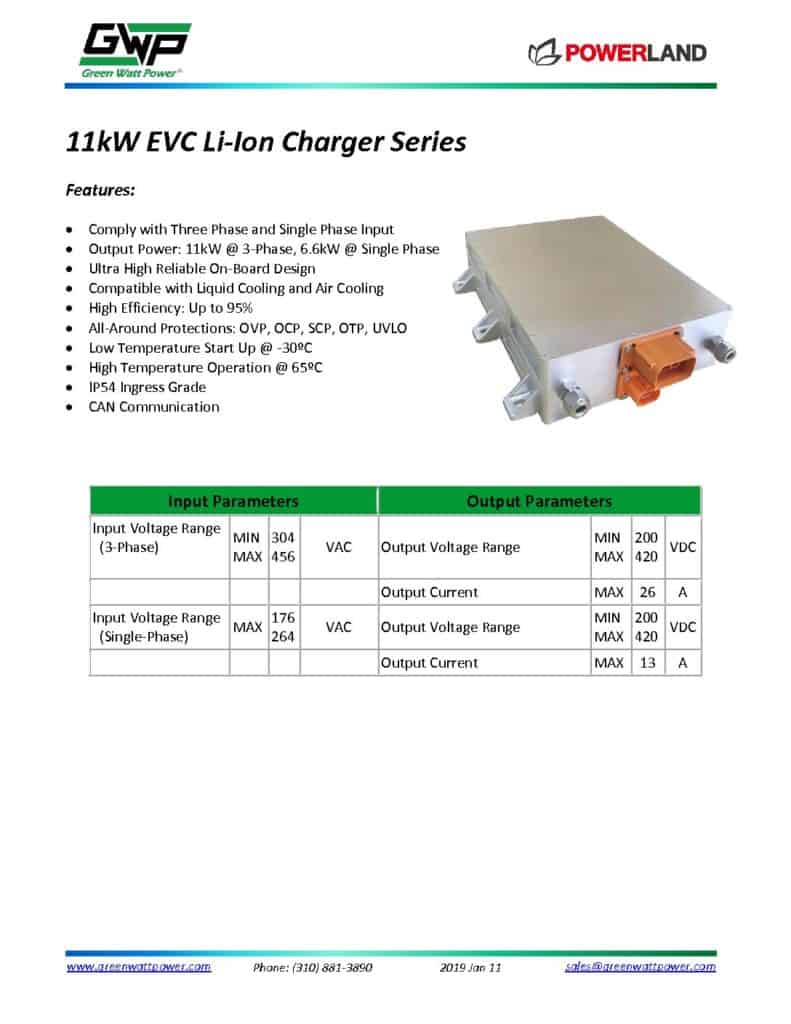 GWP
Green Watt Power®
POWERLAND
11kW EVC Li-Ion Charger Series
Features:
• Comply with Three Phase and Single Phase Input
• Output Power: 11kW @ 3-Phase, 6.6kW @ Single Phase
• Ultra High Reliable On-Board Design
• Compatible with Liquid Cooling and Air Cooling
• High Efficiency: Up to 95%
• All-Around Protections: OVP, OCP, SCP, OTP, UVLO
• Low Temperature Start Up @ -30ºC
• High Temperature Operation @ 65ºC
• IP54 Ingress Grade
• CAN Communication
Input Parameters Output Parameters
Input Voltage Range (3-Phase) MIN 304 MAX 456 VAC Output Voltage Range MIN 200 MAX 420 VDC
Output Current MAX 26 A
Input Voltage Range (Single-Phase) MAX 176 264 VAC Output Voltage Range MIN 200 MAX 420 VDC
Output Current MAX 13 A
www.greenwattpower.com Phone: (310) 881-3890 2019 Jan 11 sales@greenwattpower.com